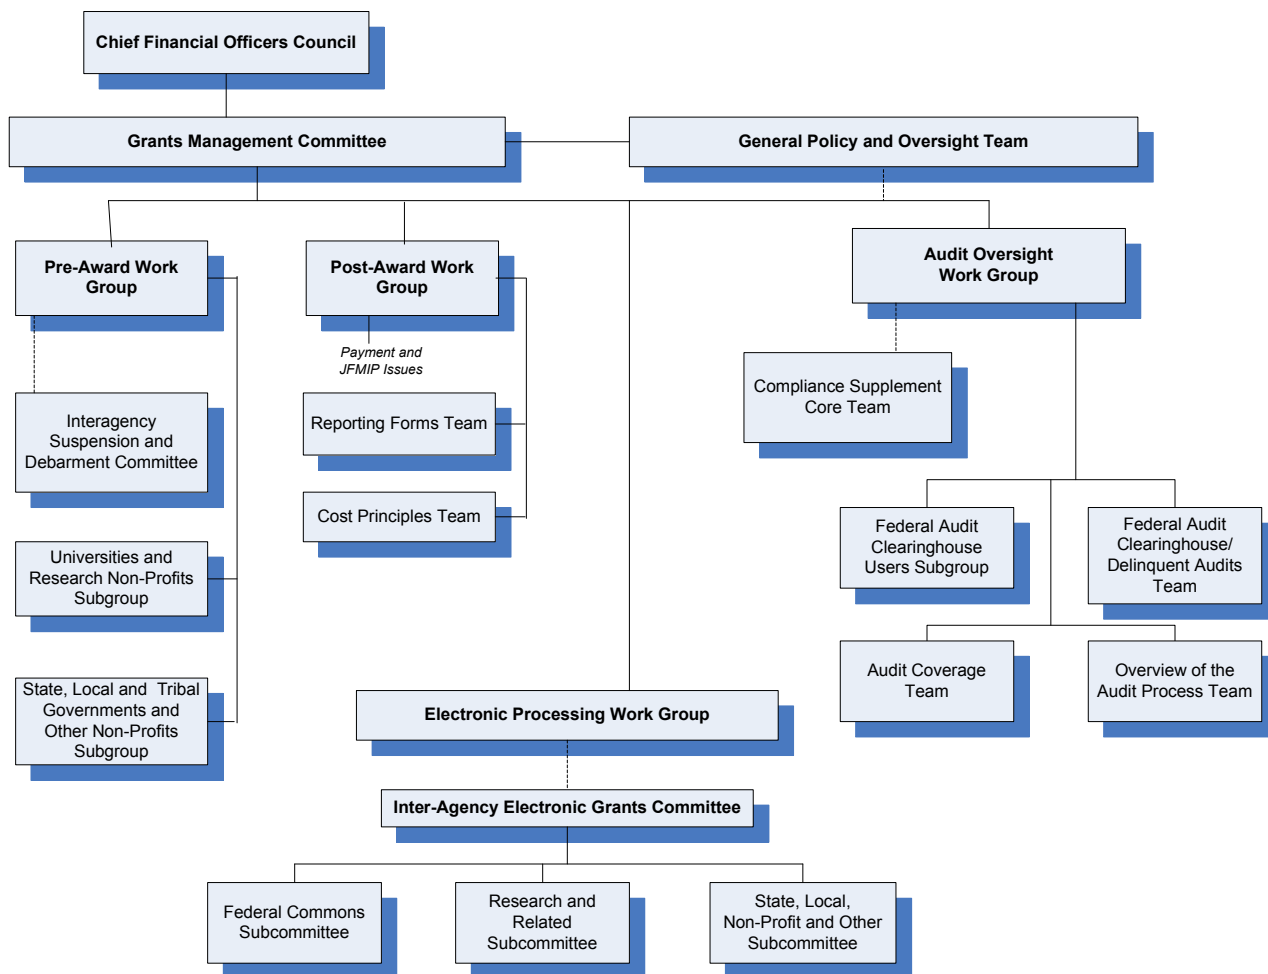 Chief Financial Officers Council
Grants Management Committee
General Policy and Oversight Team
Pre-Award Work
Group
Post-Award Work
Group
Audit Oversight
Work Group
Payment and
JFMIP Issues
Compliance Supplement
Core Team
Interagency
Suspension and
Debarment Committee
Reporting Forms Team
Cost Principles Team
Federal Audit
Clearinghouse
Users Subgroup
Federal Audit
Clearinghouse/
Delinquent Audits
Team
Universities and
Research Non-Profits
Subgroup
Audit Coverage
Team
Overview of the
Audit Process Team
State, Local and Tribal
Governments and
Other Non-Profits
Subgroup
Electronic Processing Work Group
Inter-Agency Electronic Grants Committee
Federal Commons
Subcommittee
Research and
Related
Subcommittee
State, Local,
Non-Profit and Other
Subcommittee